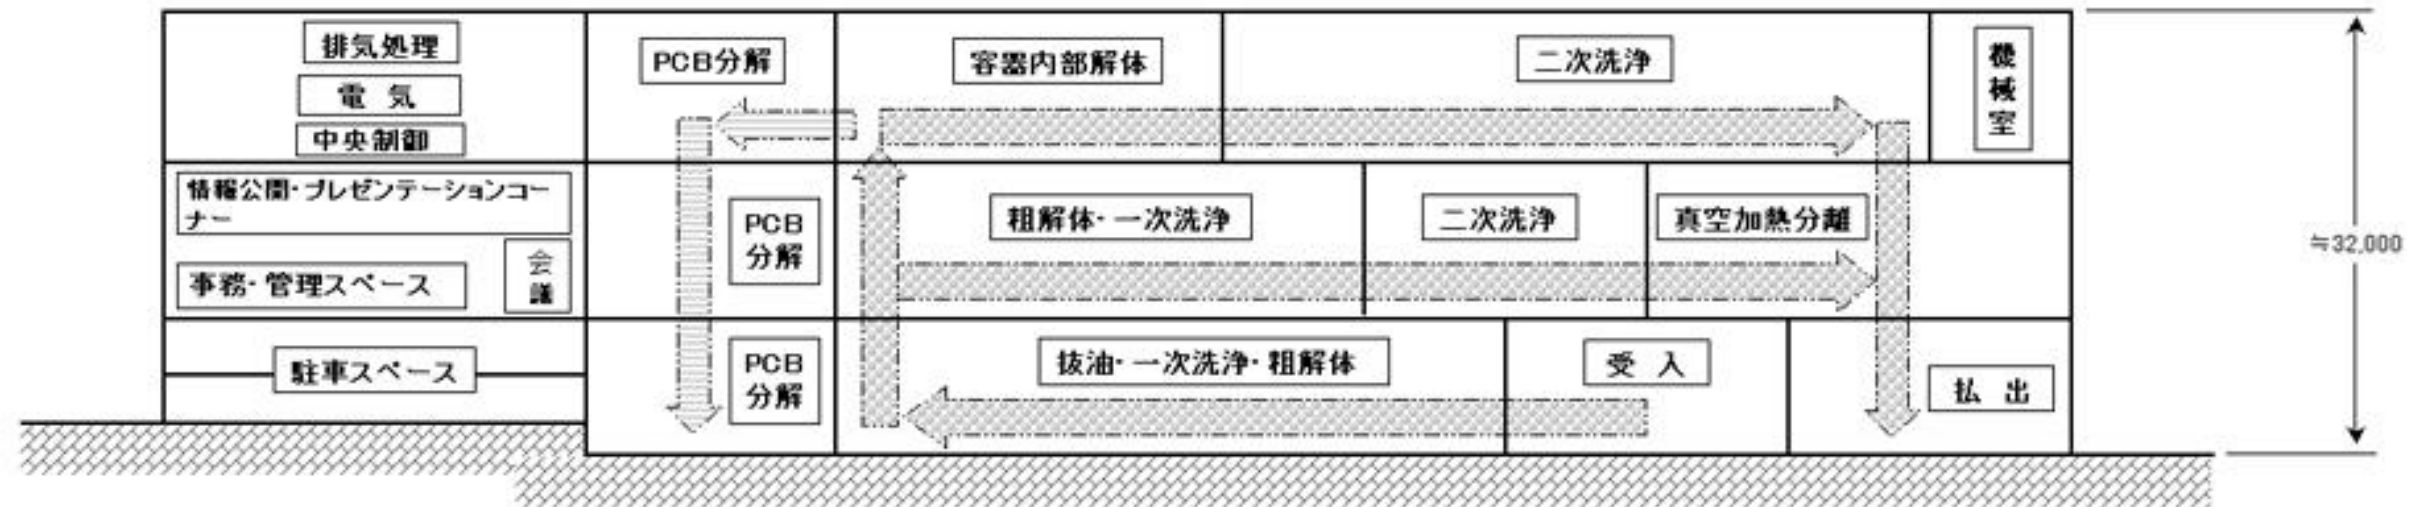 排気処理
電 気
中央制御
PCB分解
容器内部解体
二次洗浄
機械室
情報公開・プレゼンテーションコー
ナー
事務・管理スペース
会議
PCB
分解
粗解体・一次洗浄
二次洗浄
真空加熱分離
≒32,000
駐車スペース
PCB
分解
抜油・一次洗浄・粗解体
受 入
払 出